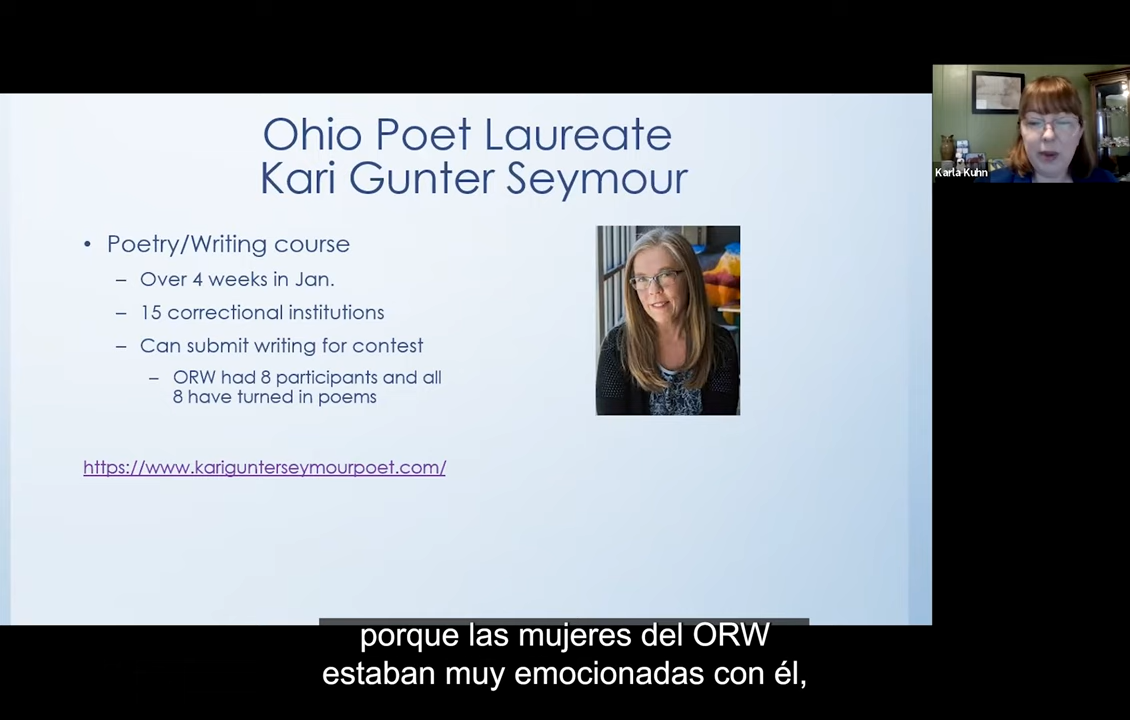 Ohio Poet Laureate
Kari Gunter Seymour
• Poetry/Writing course
– Over 4 weeks in Jan.
– 15 correctional institutions
– Can submit writing for contest
– ORW had 8 participants and all
8 have turned in poems
https://www.karigunterseymourpoet.com/
Karla Kuhn
porque las mujeres del ORW
estaban muy emocionadas con él,